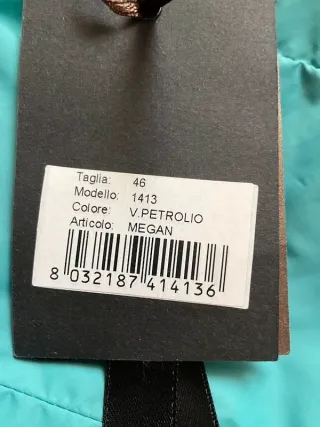 Taglia: 46
Modello: 1413
Colore: V.PETROLIO
Articolo: MEGAN
8 032187 414136